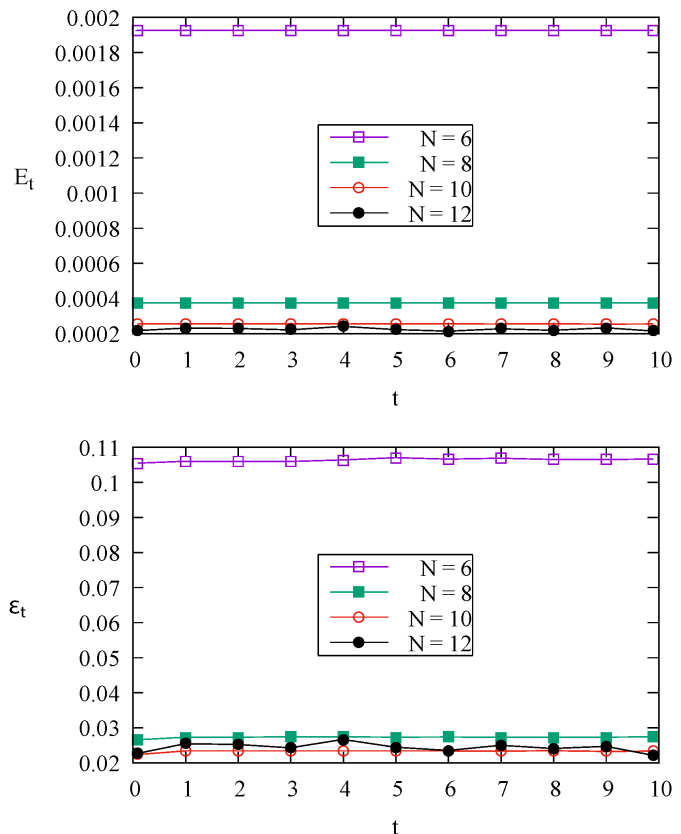 0.002
0.0018
0.0016
0.0014
0.0012
0.001
0.0008
0.0006
0.0004
0.0002
E_t
N = 6
N = 8
N = 10
N = 12
0 1 2 3 4 5 6 7 8 9 10
t
0.11
0.1
0.09
0.08
0.07
0.06
0.05
0.04
0.03
0.02
ε_t
N = 6
N = 8
N = 10
N = 12
0 1 2 3 4 5 6 7 8 9 10
t